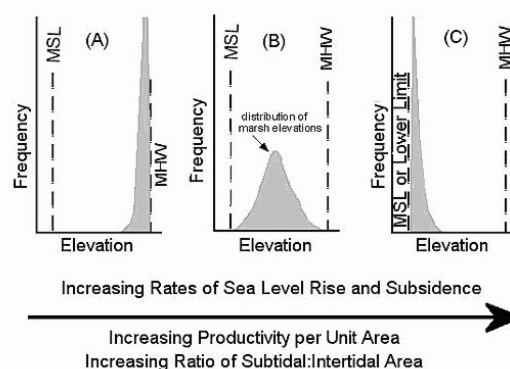 (A)
MSL
MHW
Frequency
Elevation
(B)
MSL
MHW
distribution of
marsh elevations
Frequency
Elevation
(C)
MSL or Lower Limit
MHW
Frequency
Elevation
Increasing Rates of Sea Level Rise and Subsidence
Increasing Productivity per Unit Area
Increasing Ratio of Subtidal:Intertidal Area